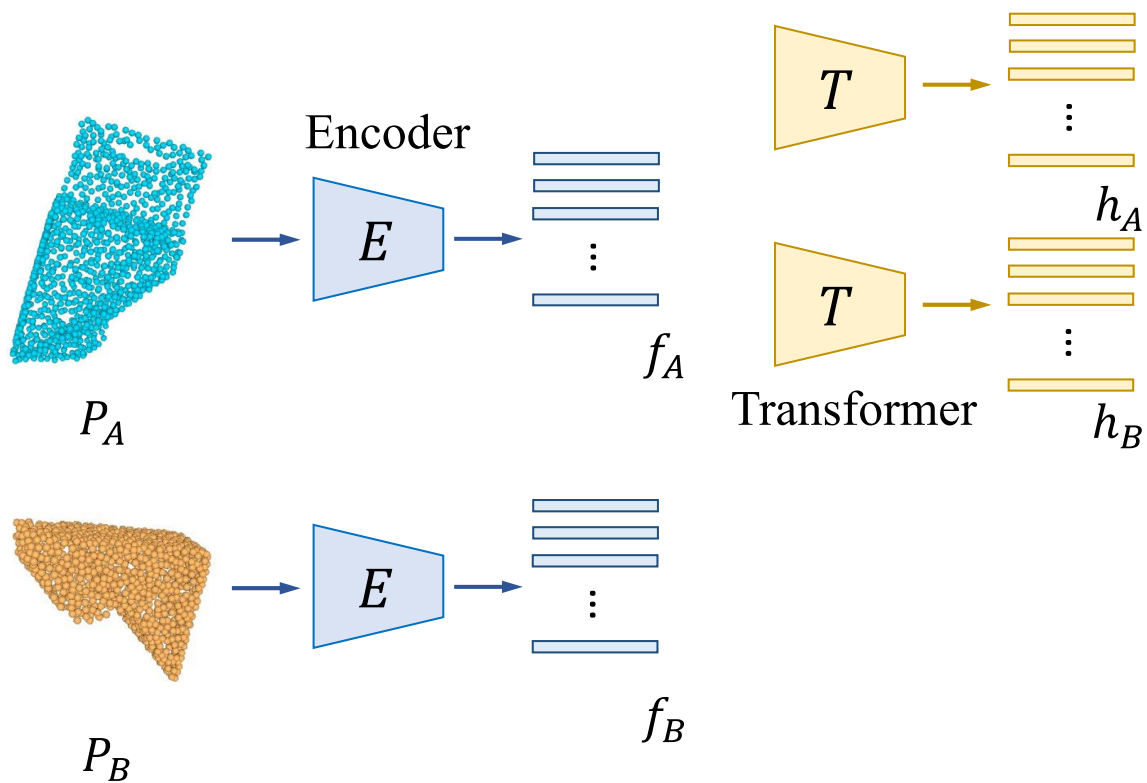 Encoder
E
⋮
f_A
P_A
T
⋮
h_A
T
⋮
h_B
Transformer
E
⋮
f_B
P_B